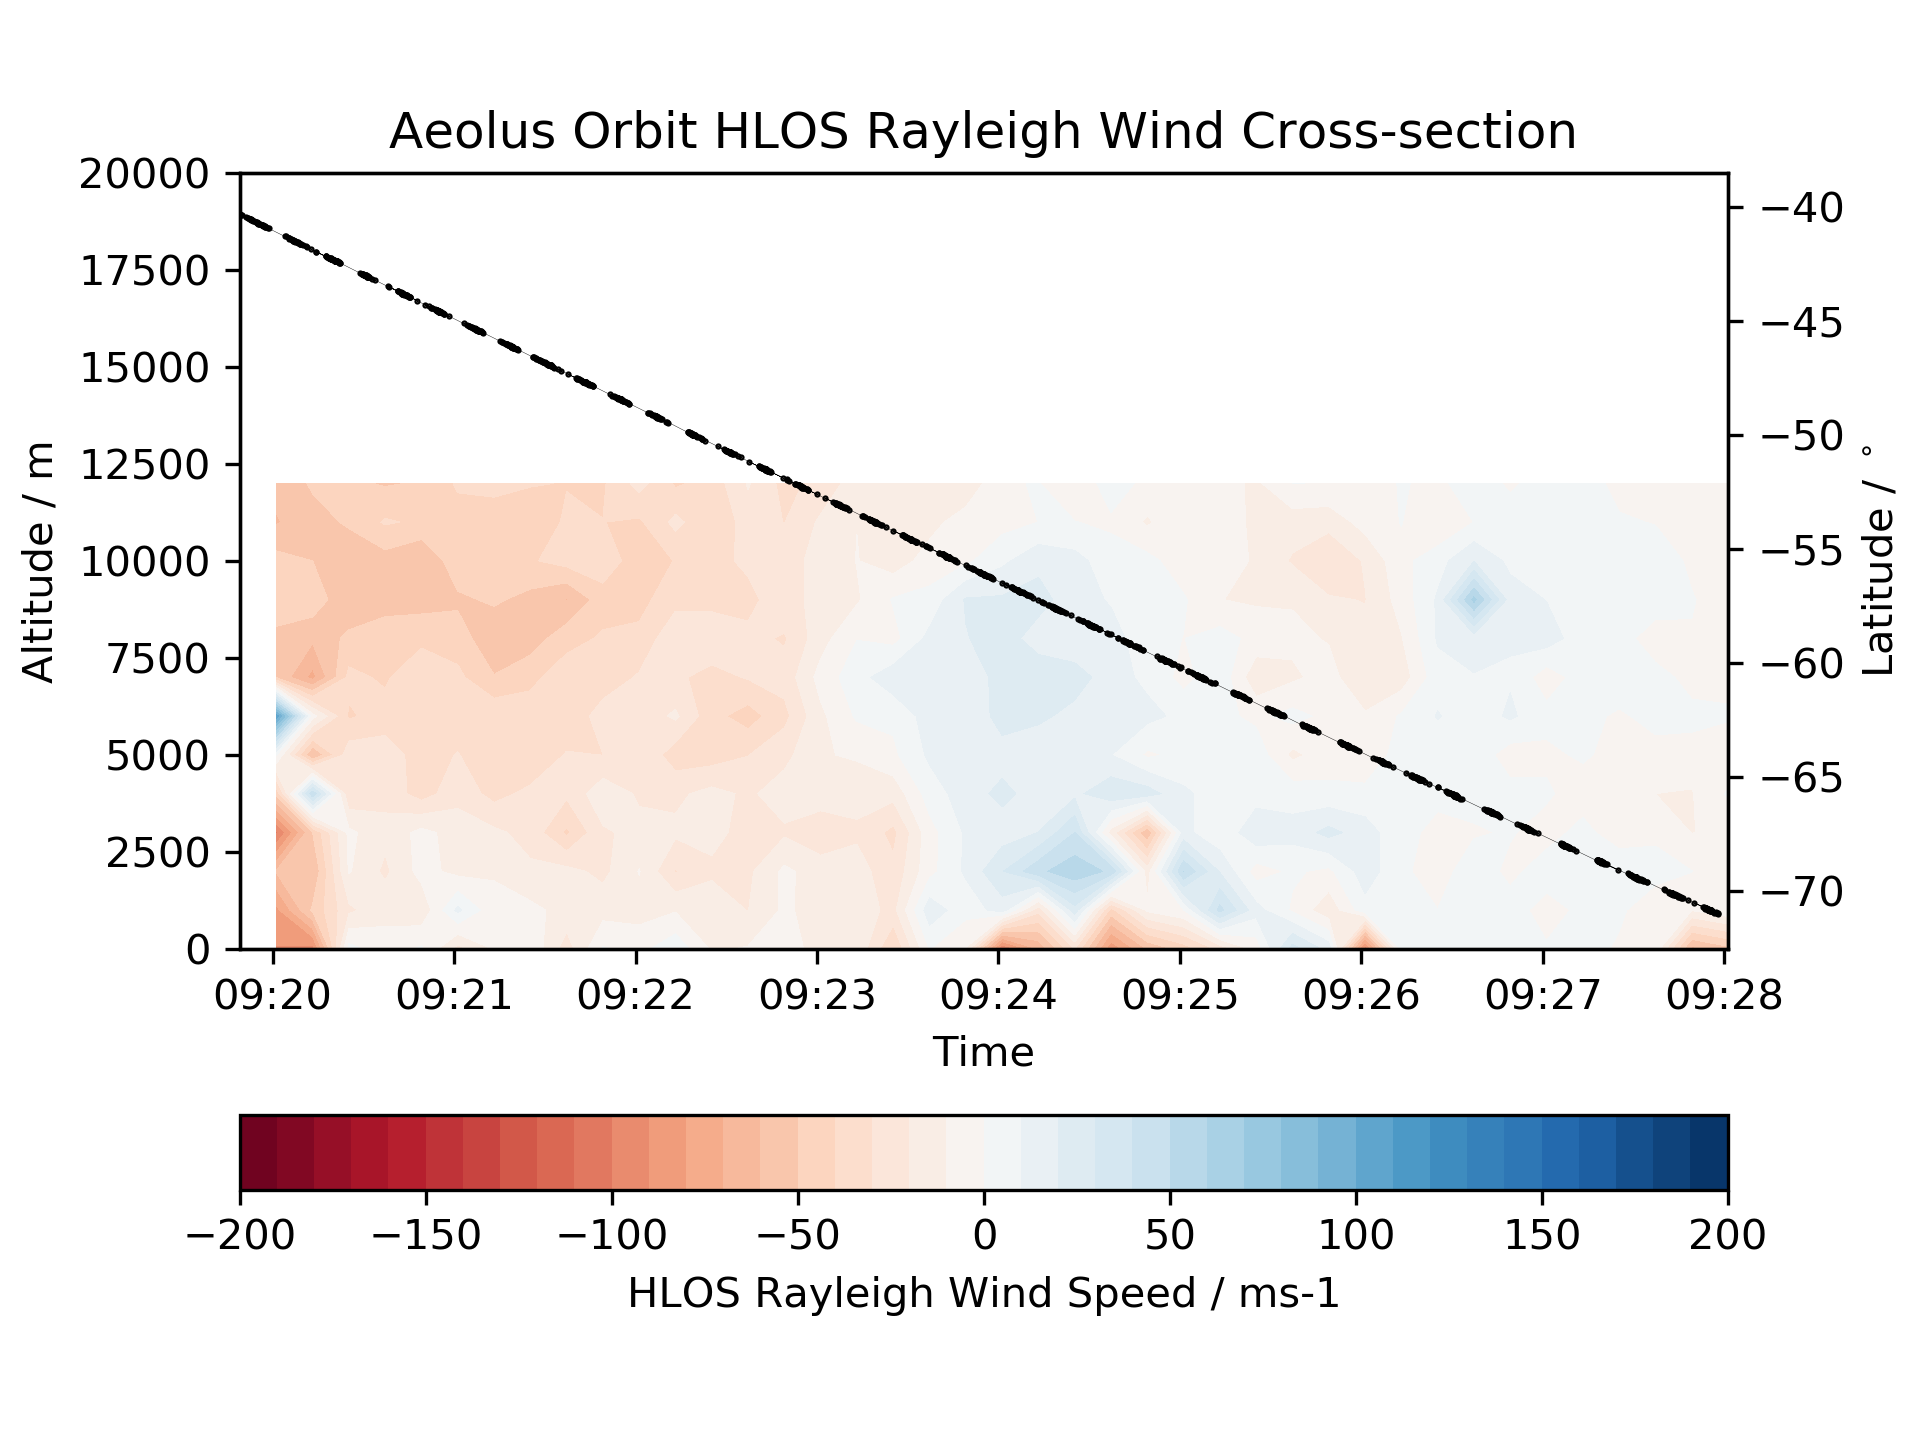 Aeolus Orbit HLOS Rayleigh Wind Cross-section
20000
17500
15000
12500
10000
7500
5000
2500
0
Altitude / m
−40
−45
−50
−55
−60
−65
−70
Latitude / °
09:20 09:21 09:22 09:23 09:24 09:25 09:26 09:27 09:28
Time
−200 −150 −100 −50 0 50 100 150 200
HLOS Rayleigh Wind Speed / ms-1